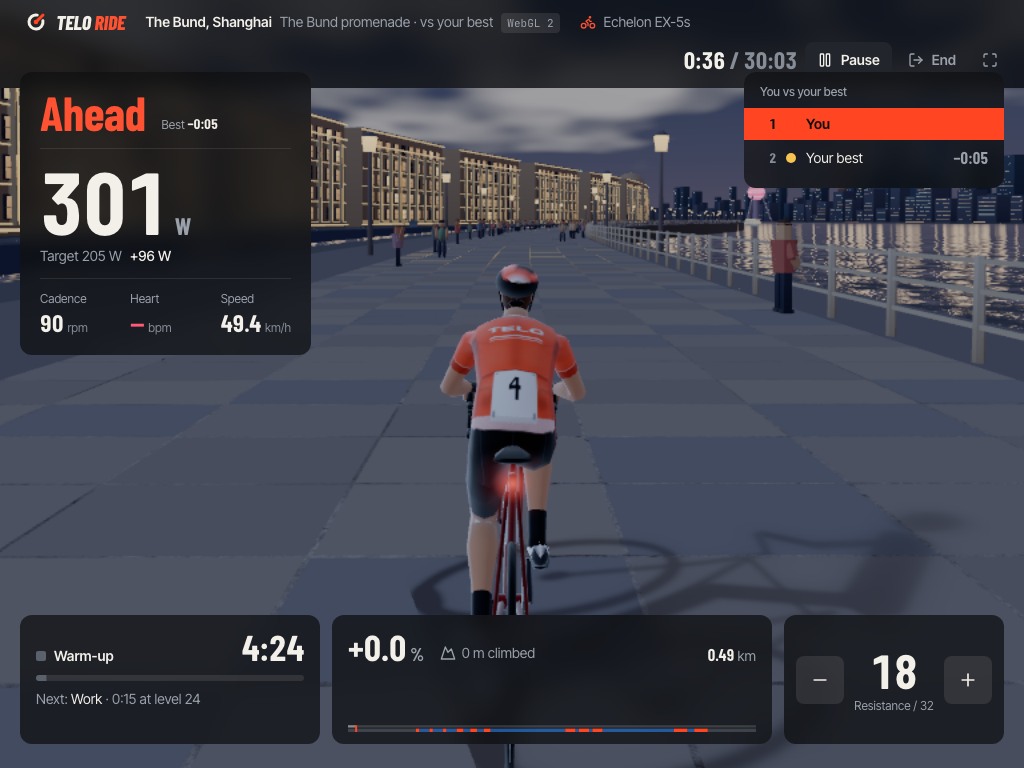 TELO RIDE The Bund, Shanghai The Bund promenade · vs your best WebGL 2 Echelon EX-5s
0:36 / 30:03 Pause End
Ahead Best −0:05
301 W
Target 205 W +96 W
Cadence Heart Speed
90 rpm — bpm 49.4 km/h
You vs your best
1 You
2 Your best −0:05
TELO
4
Warm-up 4:24
Next: Work · 0:15 at level 24
+0.0 % 0 m climbed 0.49 km
− 18 +
Resistance / 32